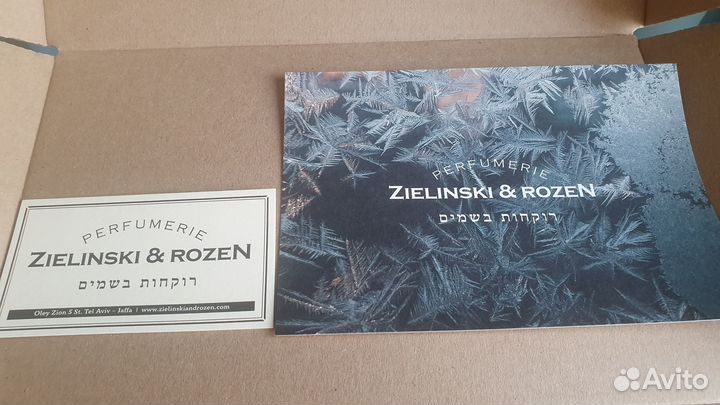 PERFUMERIE
ZIELINSKI & ROZEN
רוקחות בשמים
Oley Zion 5 St. Tel Aviv - Jaffa | www.zielinskiandrozen.com
PERFUMERIE
ZIELINSKI & ROZEN
רוקחות בשמים
Avito